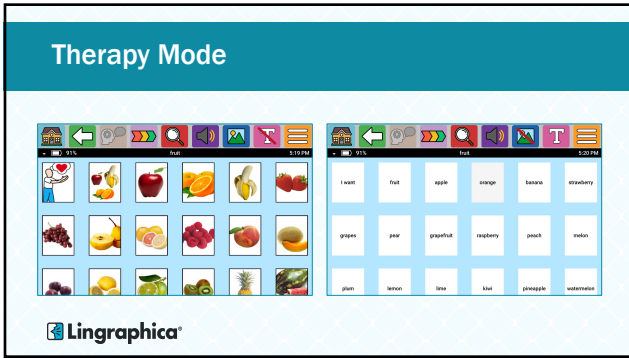 Therapy Mode
91%
fruit
5:19 PM
T
91%
fruit
5:20 PM
T
I want
fruit
apple
orange
banana
strawberry
grapes
pear
grapefruit
raspberry
peach
melon
plum
lemon
lime
kiwi
pineapple
watermelon
Lingraphica®